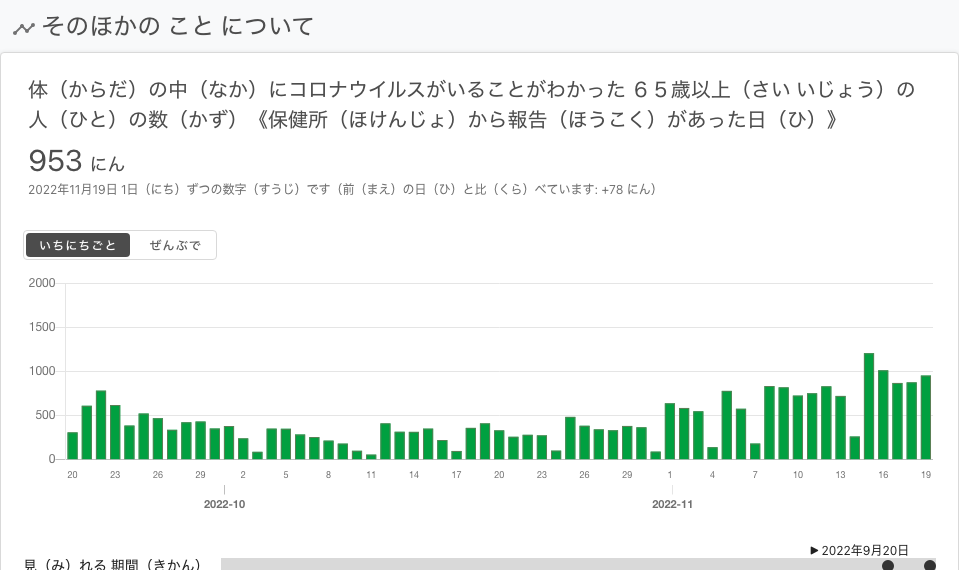 そのほかの こと について
体（からだ）の中（なか）にコロナウイルスがいることがわかった ６５歳以上（さい いじょう）の
人（ひと）の数（かず）《保健所（ほけんじょ）から報告（ほうこく）があった日（ひ）》
953 にん
2022年11月19日 1日（にち）ずつの数字（すうじ）です（前（まえ）の日（ひ）と比（くら）べています: +78 にん）
いちにちごと ぜんぶで
2000
1500
1000
500
0
20 23 26 29 2 5 8 11 14 17 20 23 26 29 1 4 7 10 13 16 19
2022-10 2022-11
▶ 2022年9月20日
見（み）れる 期間（きかん）